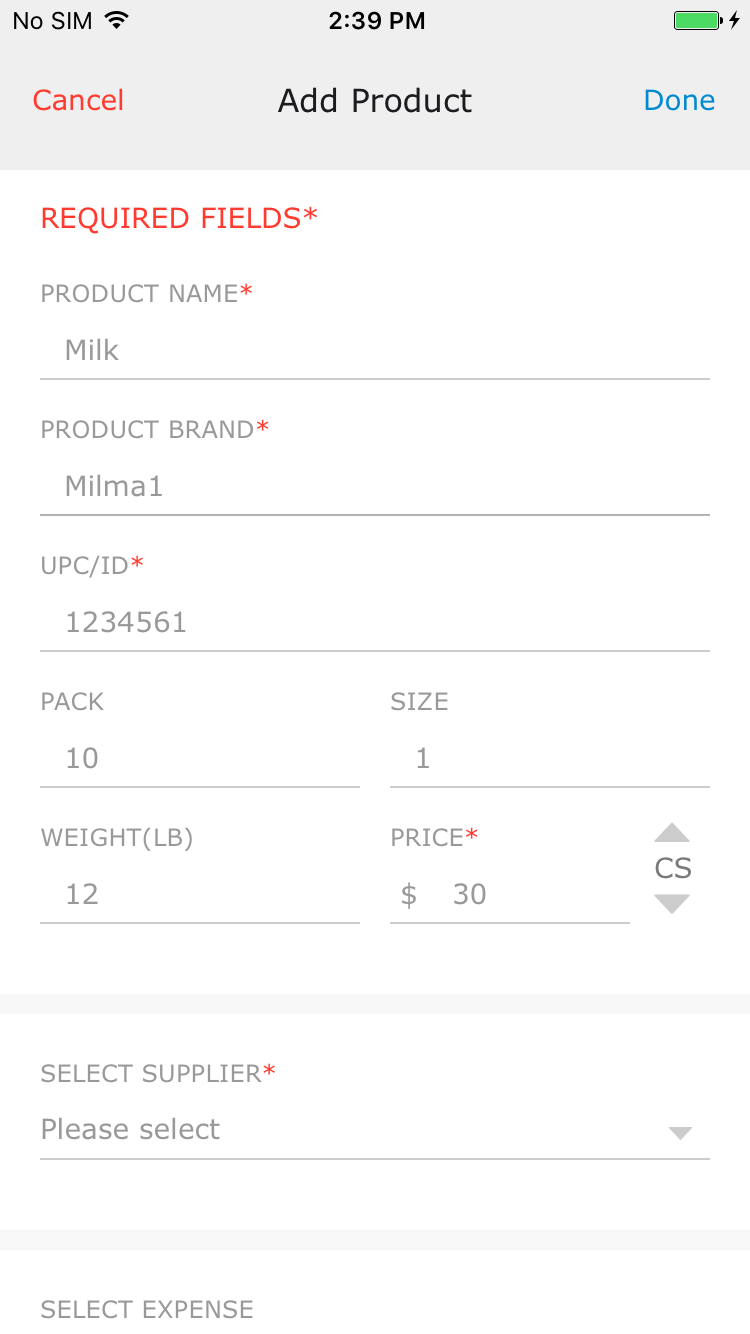 No SIM 2:39 PM
Cancel Add Product Done
REQUIRED FIELDS*
PRODUCT NAME*
Milk
PRODUCT BRAND*
Milma1
UPC/ID*
1234561
PACK SIZE
10 1
WEIGHT(LB) PRICE*
CS
12 $ 30
SELECT SUPPLIER*
Please select
SELECT EXPENSE